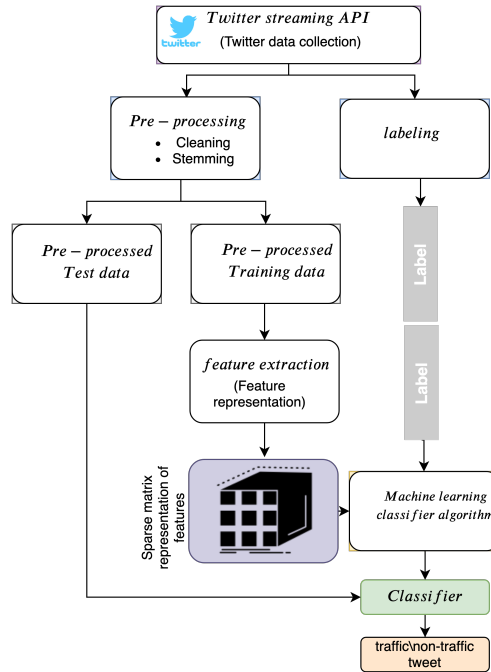 Twitter streaming API
twitter
(Twitter data collection)
Pre – processing
• Cleaning
• Stemming
labeling
Pre – processed
Test data
Pre – processed
Training data
Label
feature extraction
(Feature
representation)
Label
Sparse matrix
representation of
features
Machine learning
classifier algorithm
Classifier
traffic\non-traffic
tweet